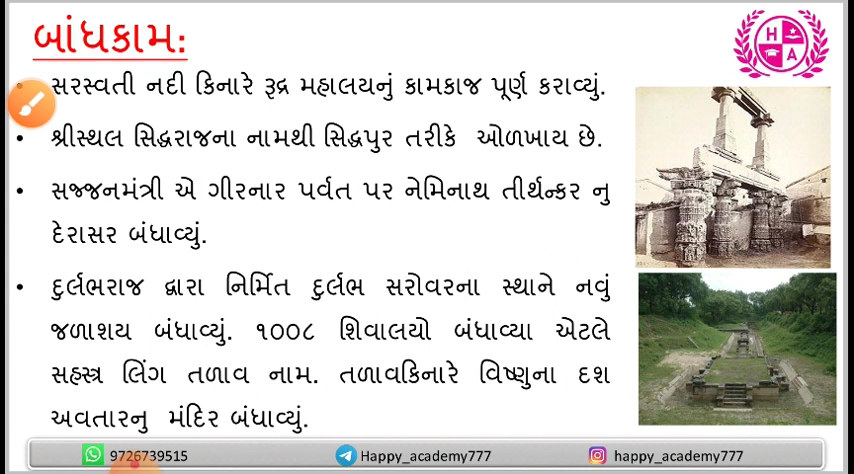 બાંધકામ:
H A
સરસ્વતી નદી કિનારે રૂદ્ર મહાલયનું કામકાજ પૂર્ણ કરાવ્યું.
• શ્રીસ્થલ સિદ્ધરાજના નામથી સિદ્ધપુર તરીકે ઓળખાય છે.
• સજ્જનમંત્રી એ ગીરનાર પર્વત પર નેમિનાથ તીર્થન્કર નુ
દેરાસર બંધાવ્યું.
• દુર્લભરાજ દ્વારા નિર્મિત દુર્લભ સરોવરના સ્થાને નવું
જળાશય બંધાવ્યું. ૧૦૦૮ શિવાલયો બંધાવ્યા એટલે
સહસ્ત્ર લિંગ તળાવ નામ. તળાવકિનારે વિષ્ણુના દશ
અવતારનુ મંદિર બંધાવ્યું.
9726739515 Happy_academy777 happy_academy777